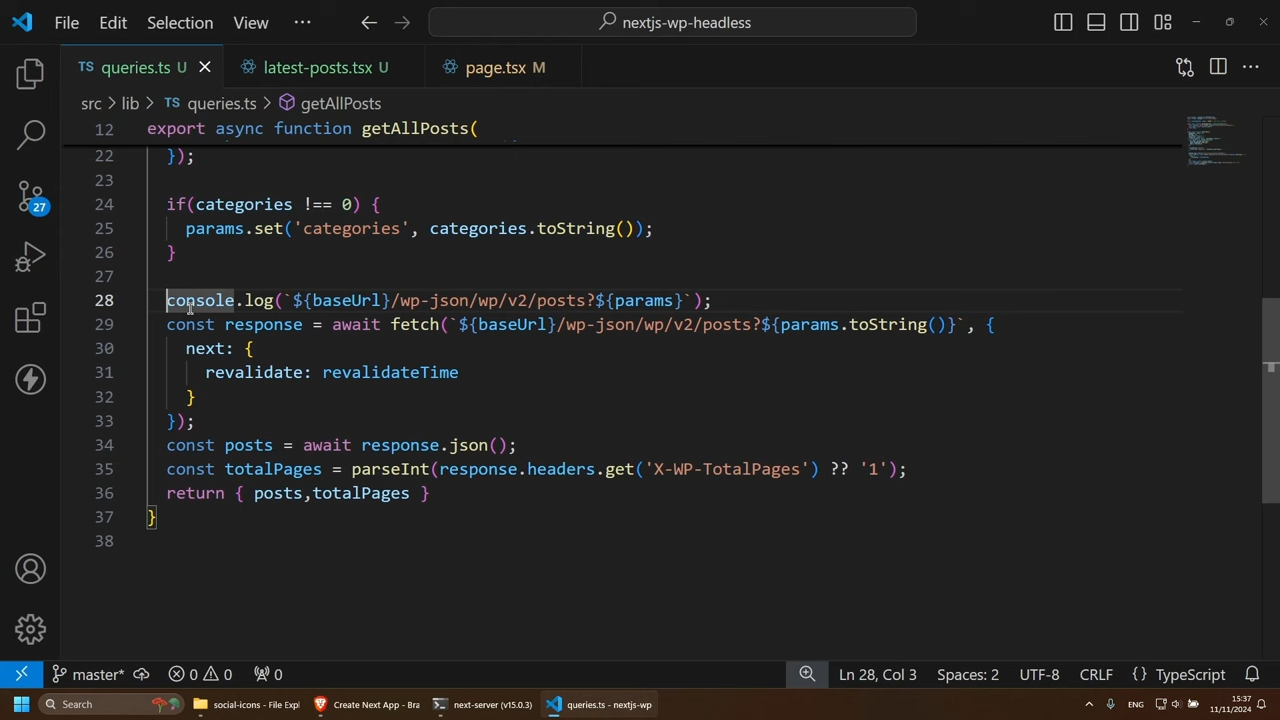 File Edit Selection View ··· nextjs-wp-headless
TS queries.ts U latest-posts.tsx U page.tsx M
src > lib > TS queries.ts > getAllPosts
12 export async function getAllPosts(
22 });
23
24 if(categories !== 0) {
25 params.set('categories', categories.toString());
26 }
27
28 console.log(`${baseUrl}/wp-json/wp/v2/posts?${params}`);
29 const response = await fetch(`${baseUrl}/wp-json/wp/v2/posts?${params.toString()}`, {
30 next: {
31 revalidate: revalidateTime
32 }
33 });
34 const posts = await response.json();
35 const totalPages = parseInt(response.headers.get('X-WP-TotalPages') ?? '1');
36 return { posts,totalPages }
37 }
38
27
master* 0 0 0 Ln 28, Col 3 Spaces: 2 UTF-8 CRLF {} TypeScript
Search social-icons - File Expl Create Next App - Bra next-server (v15.0.3) queries.ts - nextjs-wp ENG 15:37
11/11/2024